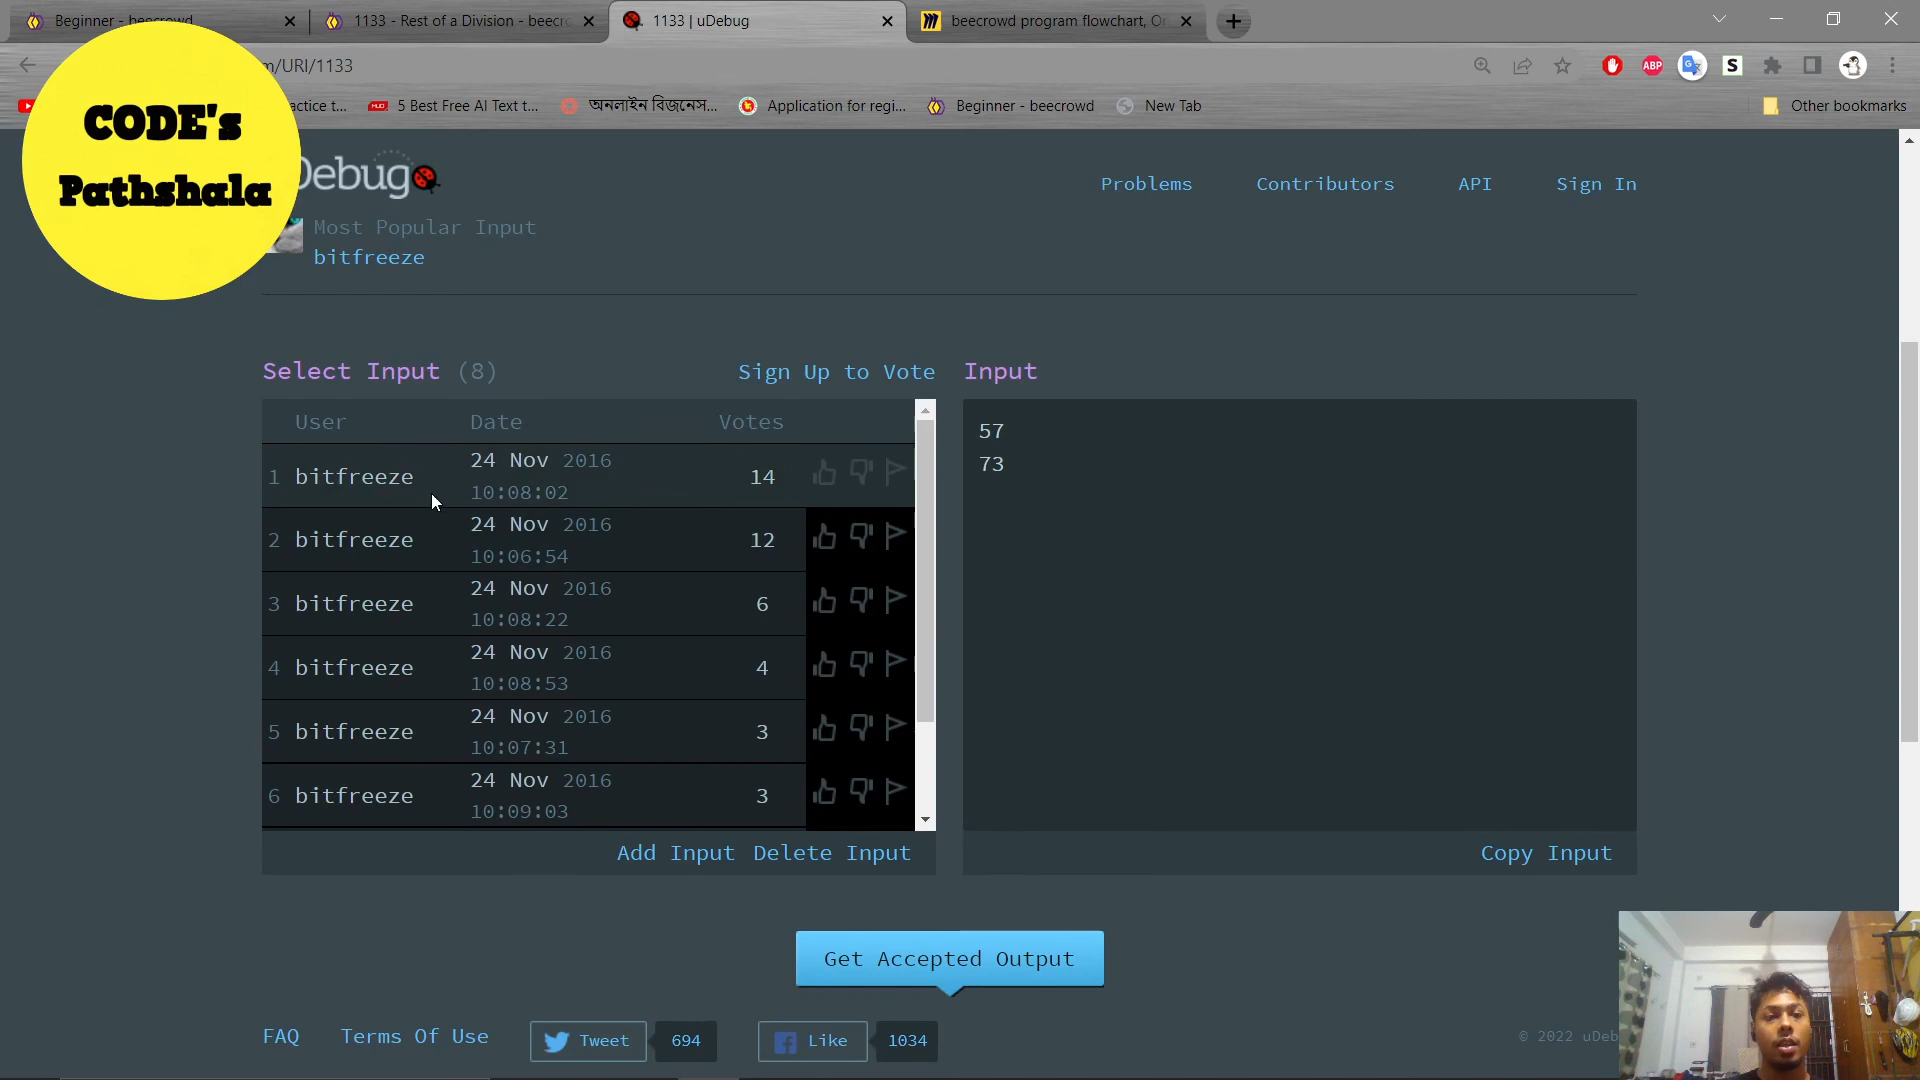 Beginner - beecrowd
1133 - Rest of a Division - beecr
1133 | uDebug
beecrowd program flowchart, O
/URI/1133
ABP
S
ractice t...
5 Best Free AI Text t...
অনলাইন বিজনেস...
Application for regi...
Beginner - beecrowd
New Tab
Other bookmarks
CODE's
Pathshala
Debug
Problems
Contributors
API
Sign In
Most Popular Input
bitfreeze
Select Input (8)
Sign Up to Vote
Input
User
Date
Votes
1 bitfreeze 24 Nov 2016 10:08:02 14
2 bitfreeze 24 Nov 2016 10:06:54 12
3 bitfreeze 24 Nov 2016 10:08:22 6
4 bitfreeze 24 Nov 2016 10:08:53 4
5 bitfreeze 24 Nov 2016 10:07:31 3
6 bitfreeze 24 Nov 2016 10:09:03 3
57
73
Add Input
Delete Input
Copy Input
Get Accepted Output
FAQ
Terms Of Use
Tweet
694
Like
1034
© 2022 uDeb